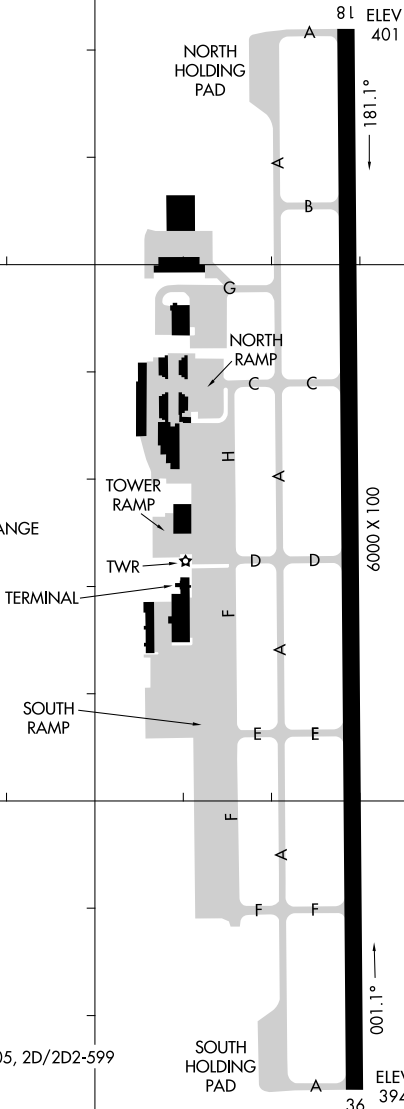 18
ELEV
401
A
NORTH
HOLDING
PAD
181.1°
A
B
G
NORTH
RAMP
C
C
H
A
TOWER
RAMP
ANGE
6000 X 100
TWR
D
D
TERMINAL
F
A
SOUTH
RAMP
E
E
F
A
F
F
001.1°
05, 2D/2D2-599
SOUTH
HOLDING
PAD
A
ELEV
394
36